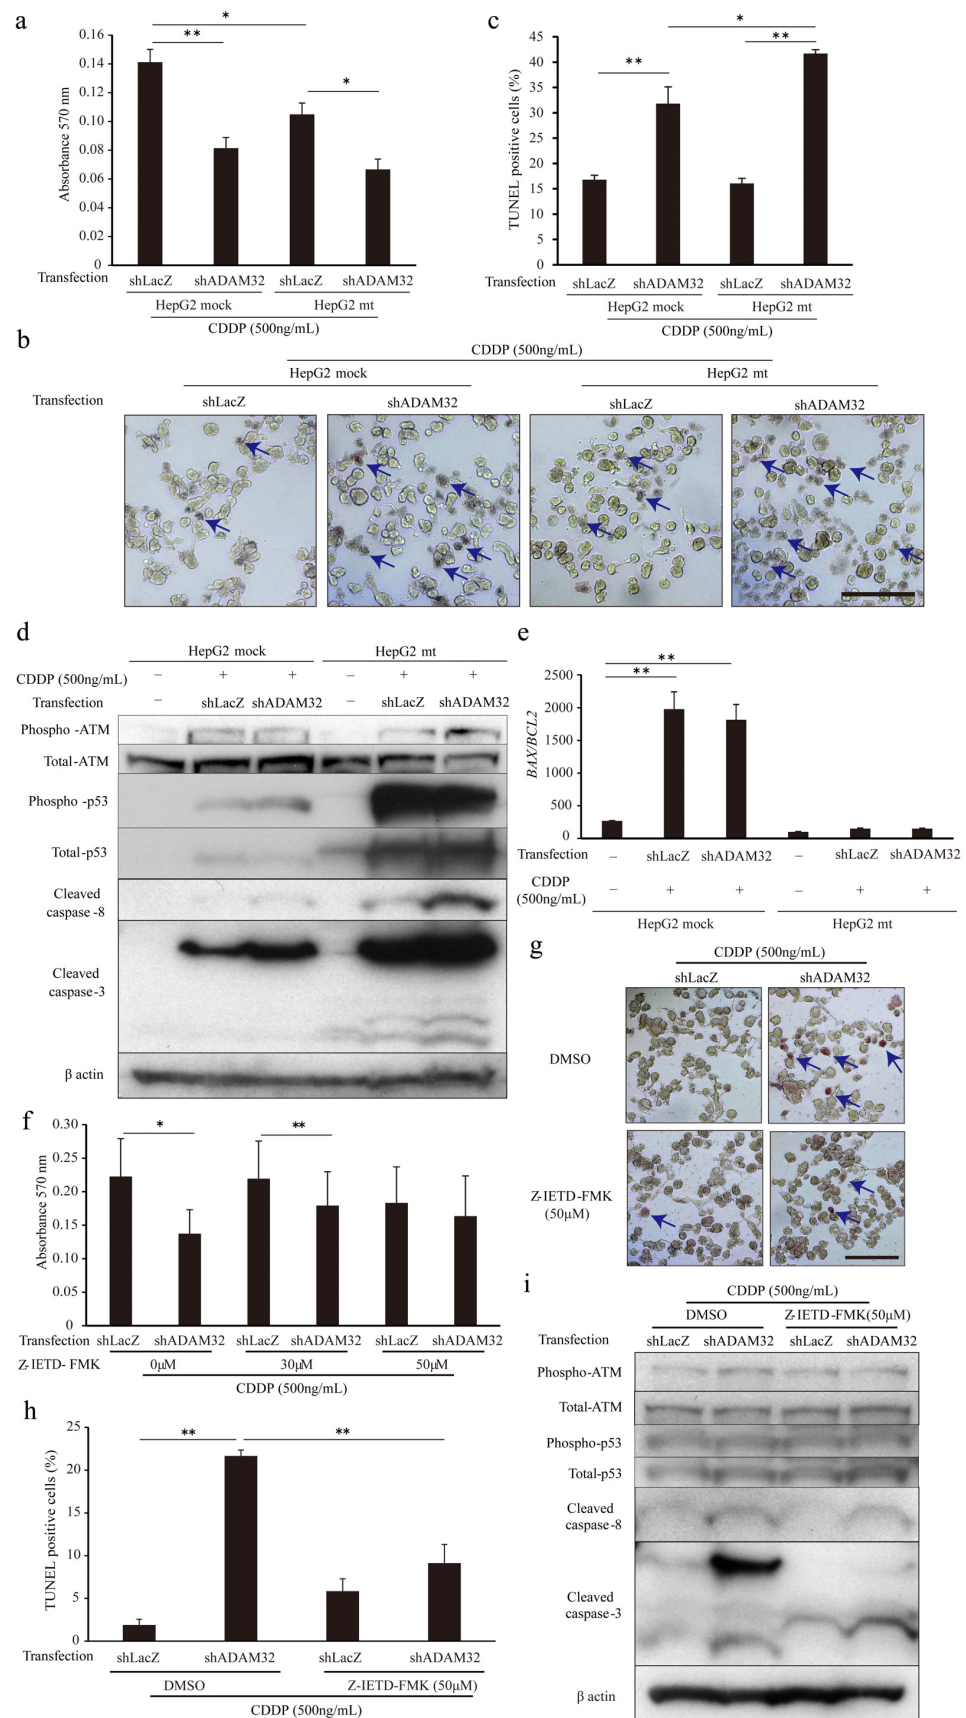 a
*
**
*
0.16
0.14
0.12
0.10
0.08
0.06
0.04
0.02
0
Absorbance 570 nm
Transfection
shLacZ shADAM32 shLacZ shADAM32
HepG2 mock HepG2 mt
CDDP (500ng/mL)
c
*
**
**
45
40
35
30
25
20
15
10
5
0
TUNEL positive cells (%)
Transfection
shLacZ shADAM32 shLacZ shADAM32
HepG2 mock HepG2 mt
CDDP (500ng/mL)
b
CDDP (500ng/mL)
HepG2 mock HepG2 mt
Transfection shLacZ shADAM32 shLacZ shADAM32
d
HepG2 mock HepG2 mt
CDDP (500ng/mL) – + + – + +
Transfection – shLacZ shADAM32 – shLacZ shADAM32
Phospho -ATM
Total-ATM
Phospho -p53
Total-p53
Cleaved
caspase -8
Cleaved
caspase -3
β actin
e
**
**
2500
2000
1500
1000
500
0
BAX/BCL2
Transfection – shLacZ shADAM32 – shLacZ shADAM32
CDDP
(500ng/mL) – + + – + +
HepG2 mock HepG2 mt
f
*
**
0.30
0.25
0.20
0.15
0.10
0.05
0.00
Absorbance 570 nm
Transfection shLacZ shADAM32 shLacZ shADAM32 shLacZ shADAM32
Z-IETD- FMK 0μM 30μM 50μM
CDDP (500ng/mL)
g
CDDP (500ng/mL)
shLacZ shADAM32
DMSO
Z-IETD -FMK
(50μM)
h
**
**
25
20
15
10
5
0
TUNEL positive cells (%)
Transfection shLacZ shADAM32 shLacZ shADAM32
DMSO Z-IETD-FMK (50μM)
CDDP (500ng/mL)
i
CDDP (500ng/mL)
DMSO Z-IETD-FMK(50μM)
Transfection shLacZ shADAM32 shLacZ shADAM32
Phospho-ATM
Total-ATM
Phospho-p53
Total-p53
Cleaved
caspase -8
Cleaved
caspase -3
β actin